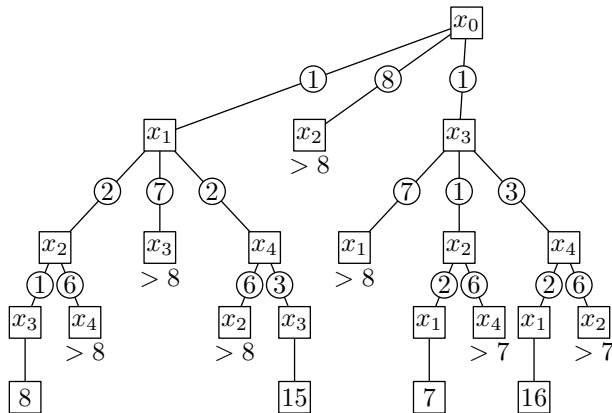 x₀
1 8 1
x₁ x₂ x₃
> 8
2 7 2 7 1 3
x₂ x₃ x₄ x₁ x₂ x₄
> 8 > 8
1 6 6 3 2 6 2 6
x₃ x₄ x₂ x₃ x₁ x₄ x₁ x₂
> 8 > 8 > 7 > 7
8 15 7 16